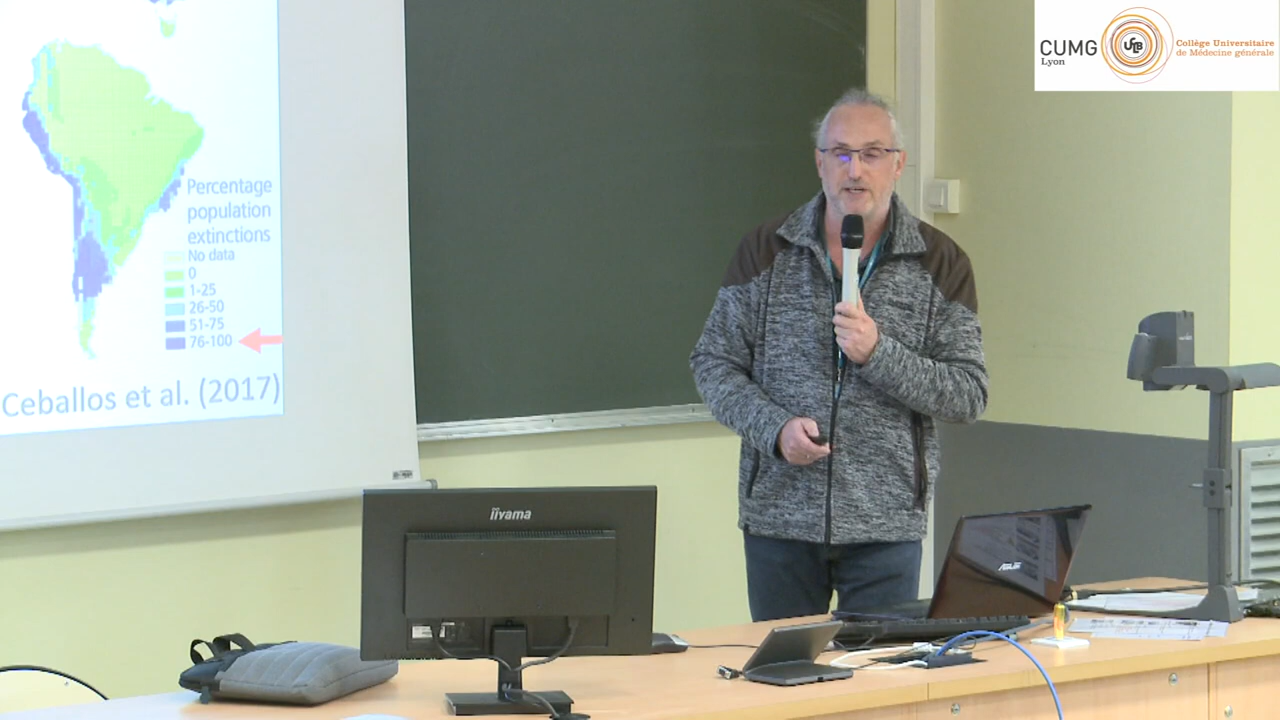 Percentage
population
extinctions
No data
0
1-25
26-50
51-75
76-100
Ceballos et al. (2017)
CUMG
Lyon
Collège Universitaire
de Médecine générale
iiyama
ASUS